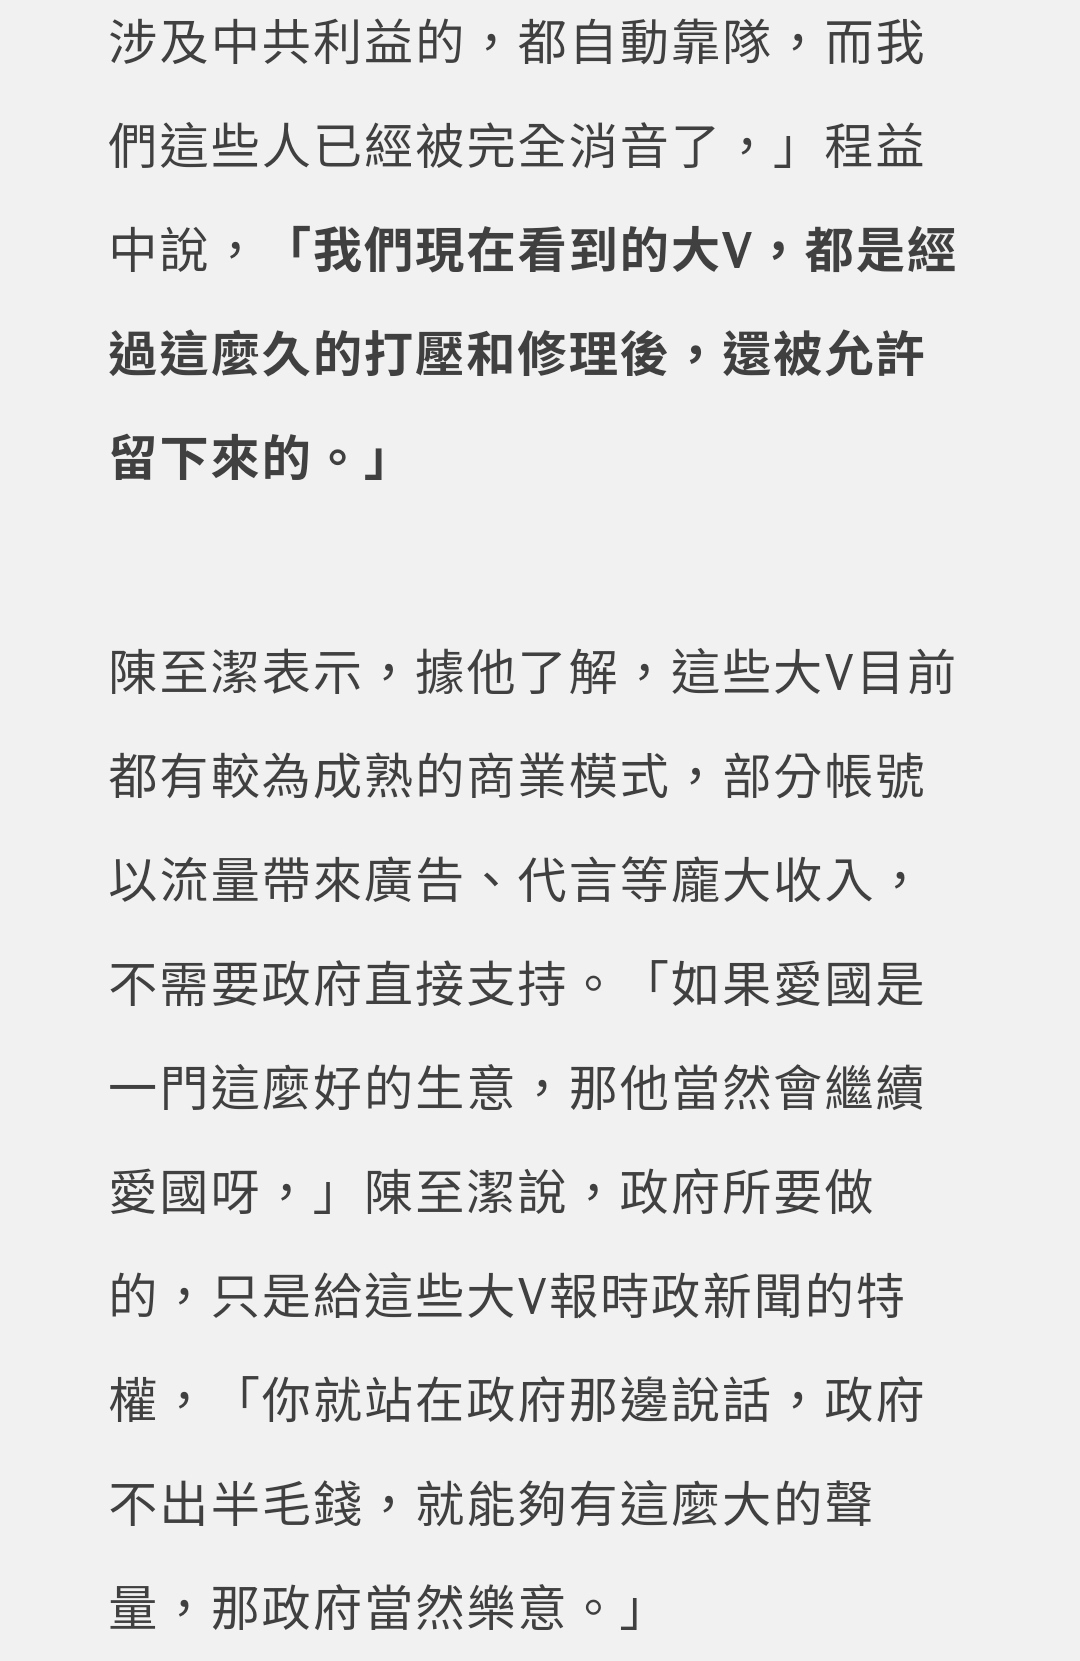 涉及中共利益的，都自動靠隊，而我
們這些人已經被完全消音了，」程益
中說，「我們現在看到的大V，都是經
過這麼久的打壓和修理後，還被允許
留下來的。」
陳至潔表示，據他了解，這些大V目前
都有較為成熟的商業模式，部分帳號
以流量帶來廣告、代言等龐大收入，
不需要政府直接支持。「如果愛國是
一門這麼好的生意，那他當然會繼續
愛國呀，」陳至潔說，政府所要做
的，只是給這些大V報時政新聞的特
權，「你就站在政府那邊說話，政府
不出半毛錢，就能夠有這麼大的聲
量，那政府當然樂意。」